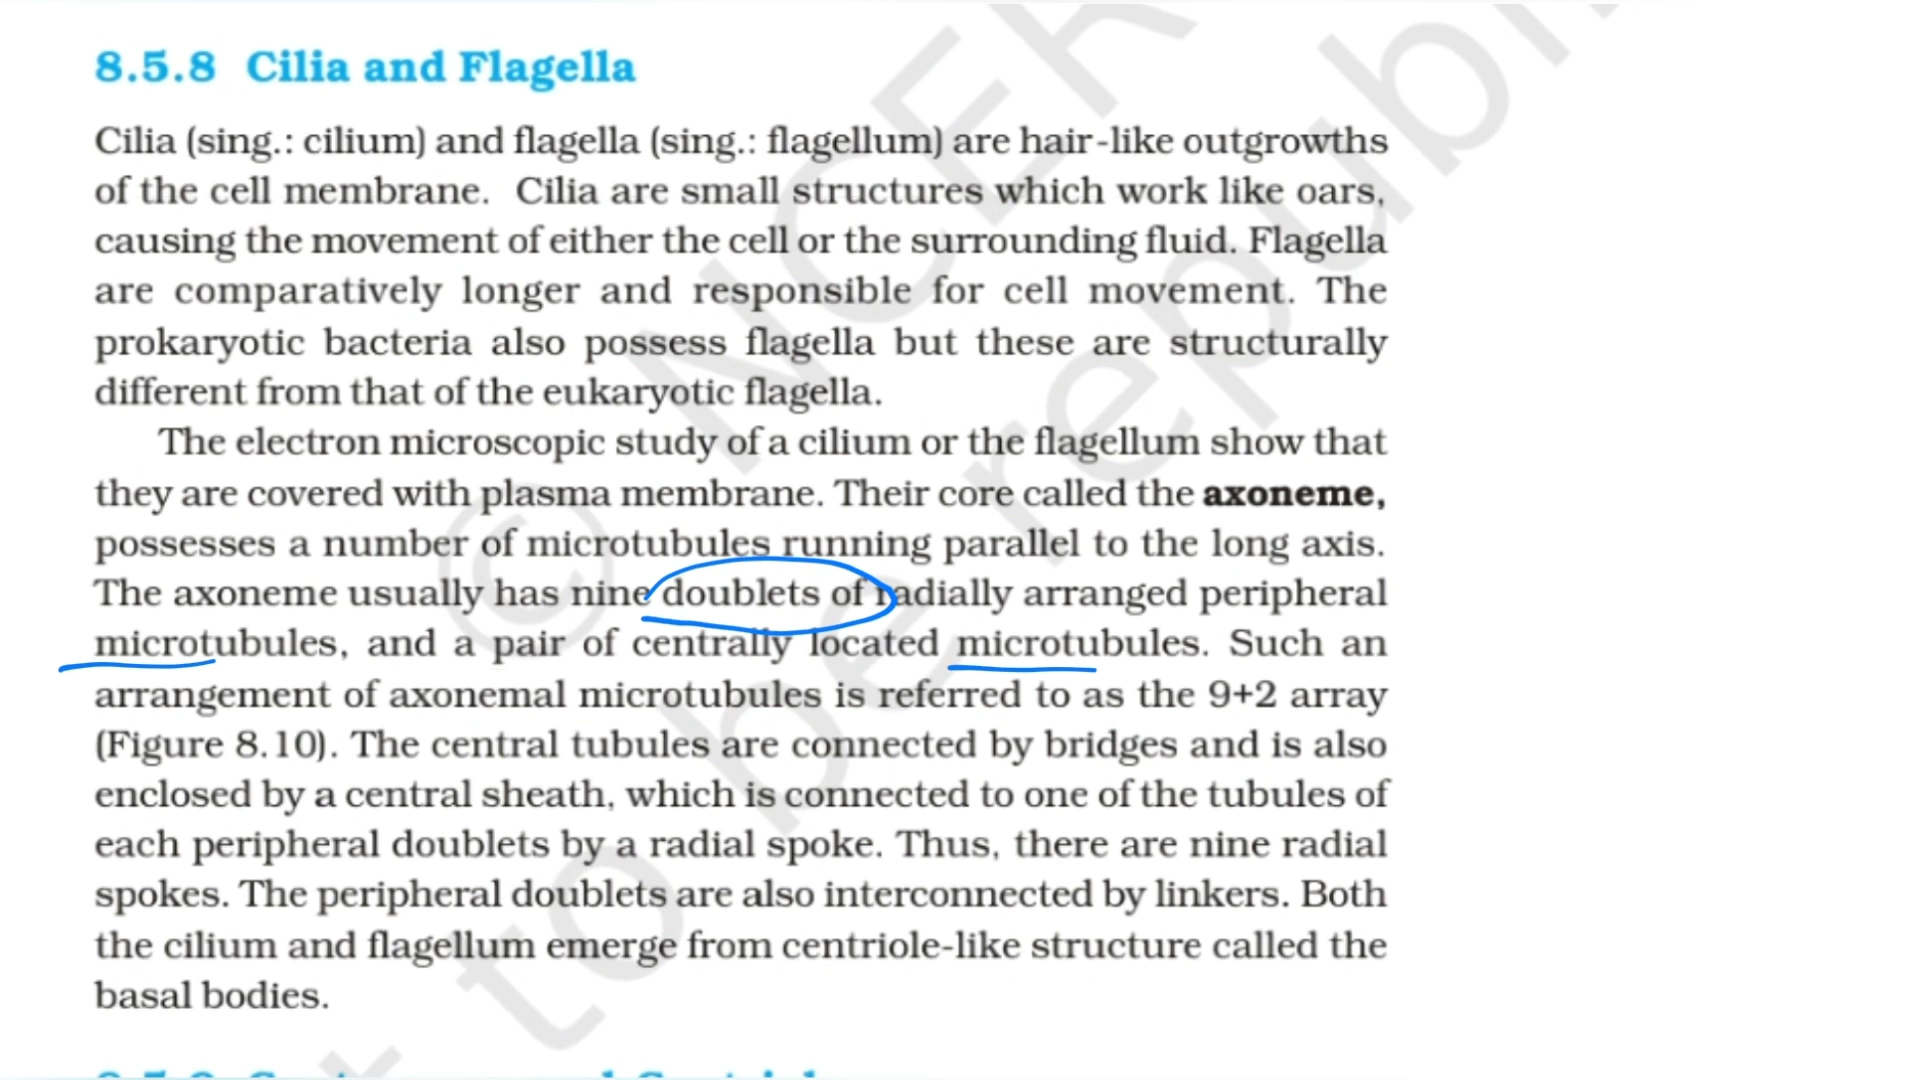 8.5.8 Cilia and Flagella
Cilia (sing.: cilium) and flagella (sing.: flagellum) are hair-like outgrowths
of the cell membrane. Cilia are small structures which work like oars,
causing the movement of either the cell or the surrounding fluid. Flagella
are comparatively longer and responsible for cell movement. The
prokaryotic bacteria also possess flagella but these are structurally
different from that of the eukaryotic flagella.
The electron microscopic study of a cilium or the flagellum show that
they are covered with plasma membrane. Their core called the axoneme,
possesses a number of microtubules running parallel to the long axis.
The axoneme usually has nine doublets of radially arranged peripheral
microtubules, and a pair of centrally located microtubules. Such an
arrangement of axonemal microtubules is referred to as the 9+2 array
(Figure 8.10). The central tubules are connected by bridges and is also
enclosed by a central sheath, which is connected to one of the tubules of
each peripheral doublets by a radial spoke. Thus, there are nine radial
spokes. The peripheral doublets are also interconnected by linkers. Both
the cilium and flagellum emerge from centriole-like structure called the
basal bodies.